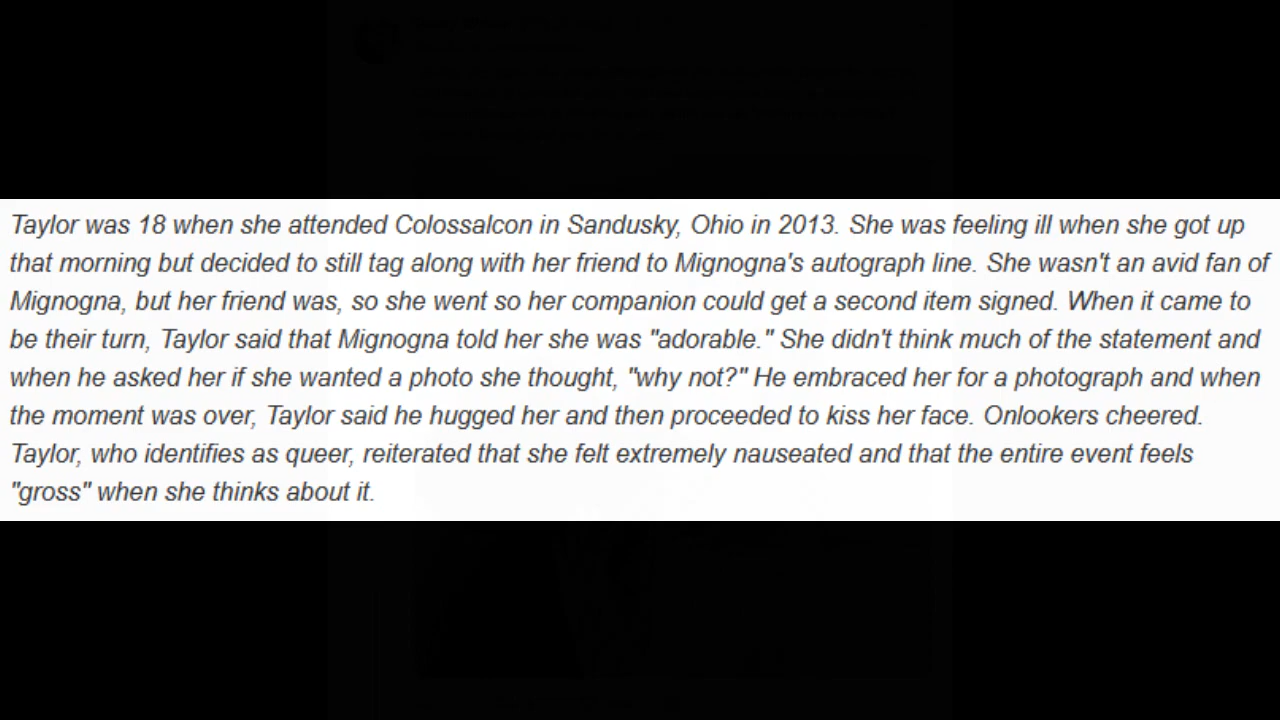 Taylor was 18 when she attended Colossalcon in Sandusky, Ohio in 2013. She was feeling ill when she got up
that morning but decided to still tag along with her friend to Mignogna's autograph line. She wasn't an avid fan of
Mignogna, but her friend was, so she went so her companion could get a second item signed. When it came to
be their turn, Taylor said that Mignogna told her she was "adorable." She didn't think much of the statement and
when he asked her if she wanted a photo she thought, "why not?" He embraced her for a photograph and when
the moment was over, Taylor said he hugged her and then proceeded to kiss her face. Onlookers cheered.
Taylor, who identifies as queer, reiterated that she felt extremely nauseated and that the entire event feels
"gross" when she thinks about it.